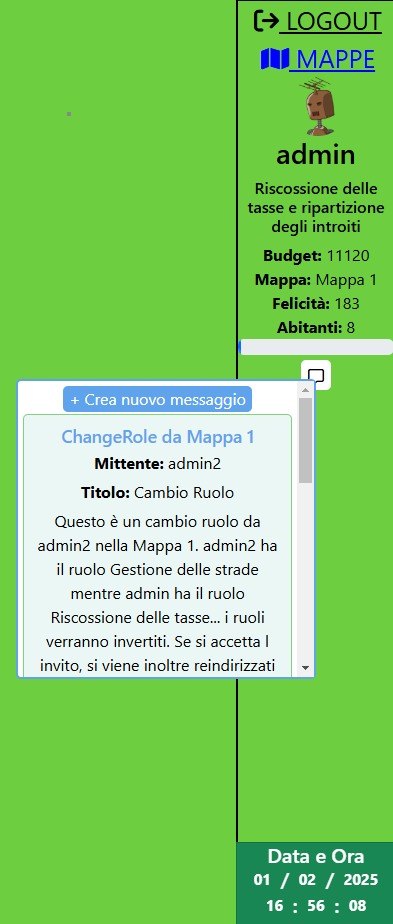 LOGOUT
MAPPE
admin
Riscossione delle
tasse e ripartizione
degli introiti
Budget: 11120
Mappa: Mappa 1
Felicità: 183
Abitanti: 8
+ Crea nuovo messaggio
ChangeRole da Mappa 1
Mittente: admin2
Titolo: Cambio Ruolo
Questo è un cambio ruolo da
admin2 nella Mappa 1. admin2 ha
il ruolo Gestione delle strade
mentre admin ha il ruolo
Riscossione delle tasse... i ruoli
verranno invertiti. Se si accetta l
invito, si viene inoltre reindirizzati
Data e Ora
01 / 02 / 2025
16 : 56 : 08